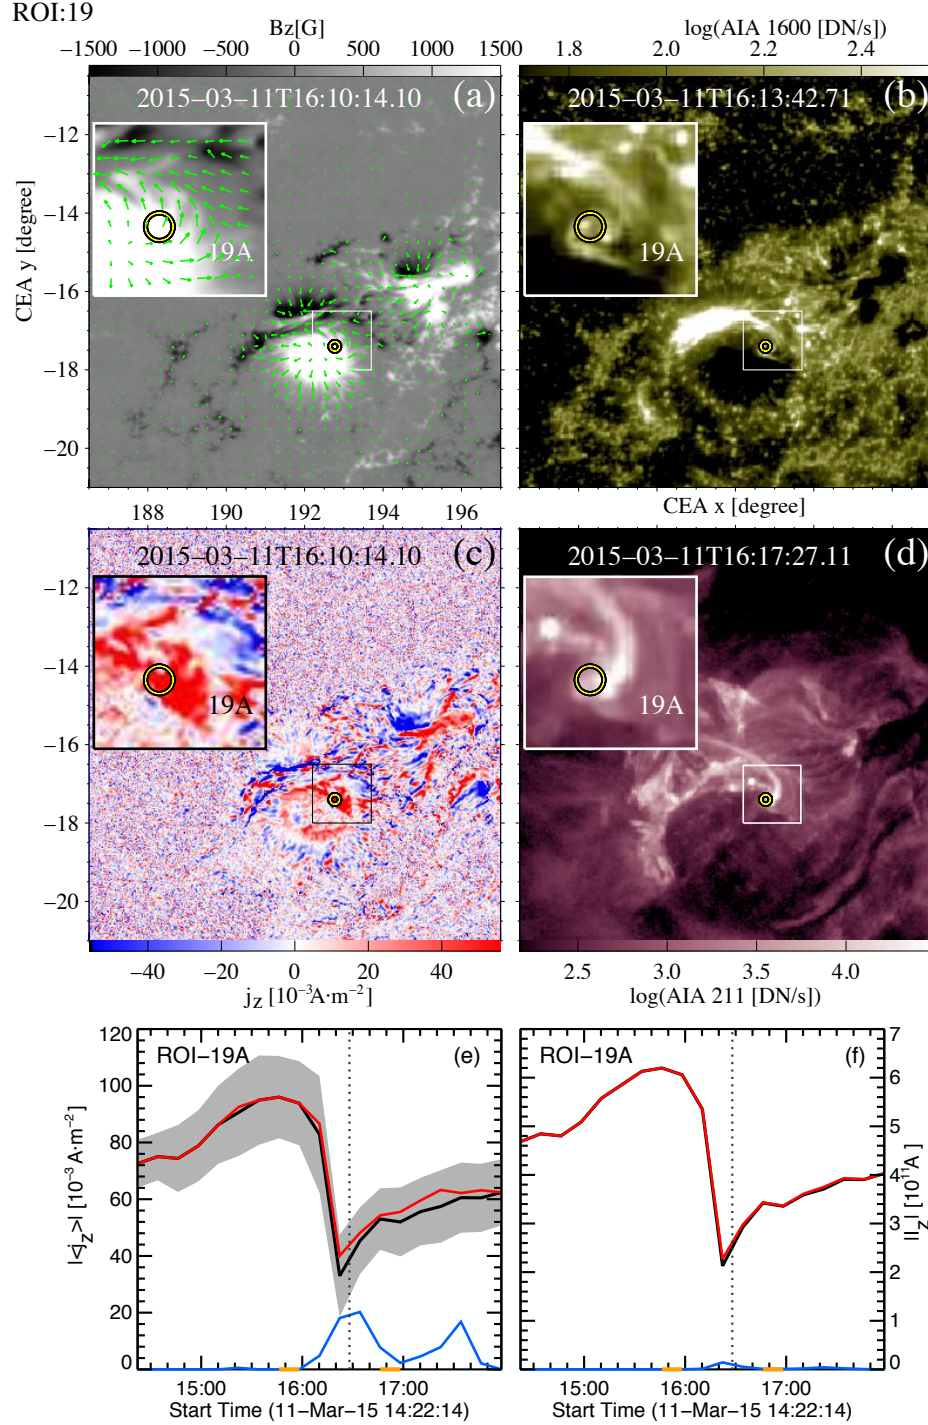 ROI:19
Bz[G]
−1500 −1000 −500 0 500 1000 1500
log(AIA 1600 [DN/s])
1.8 2.0 2.2 2.4
2015−03−11T16:10:14.10 (a)
19A
CEA y [degree]
−12
−14
−16
−18
−20
188 190 192 194 196
2015−03−11T16:13:42.71 (b)
19A
CEA x [degree]
2015−03−11T16:10:14.10 (c)
19A
−12
−14
−16
−18
−20
−40 −20 0 20 40
jz [10−3A·m−2]
2015−03−11T16:17:27.11 (d)
19A
2.5 3.0 3.5 4.0
log(AIA 211 [DN/s])
ROI−19A (e)
|<jz>| [10−3 A·m−2]
120
100
80
60
40
20
0
15:00 16:00 17:00
Start Time (11−Mar−15 14:22:14)
ROI−19A (f)
7
6
5
4
3
2
1
0
|Iz| [1011A]
15:00 16:00 17:00
Start Time (11−Mar−15 14:22:14)